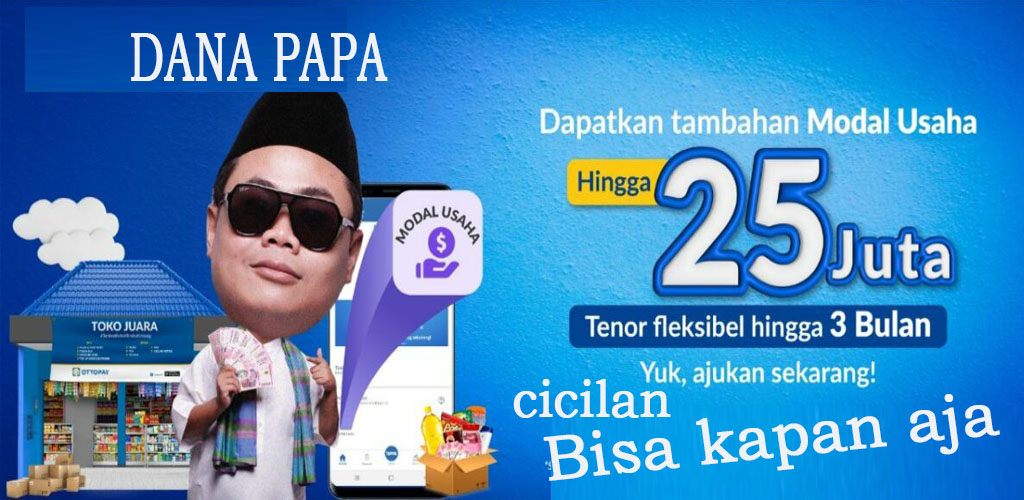 DANA PAPA
Dapatkan tambahan Modal Usaha
Hingga
25 Juta
Tenor fleksibel hingga 3 Bulan
Yuk, ajukan sekarang!
cicilan
Bisa kapan aja
MODAL USAHA
$
TOKO JUARA
OTTOPAY